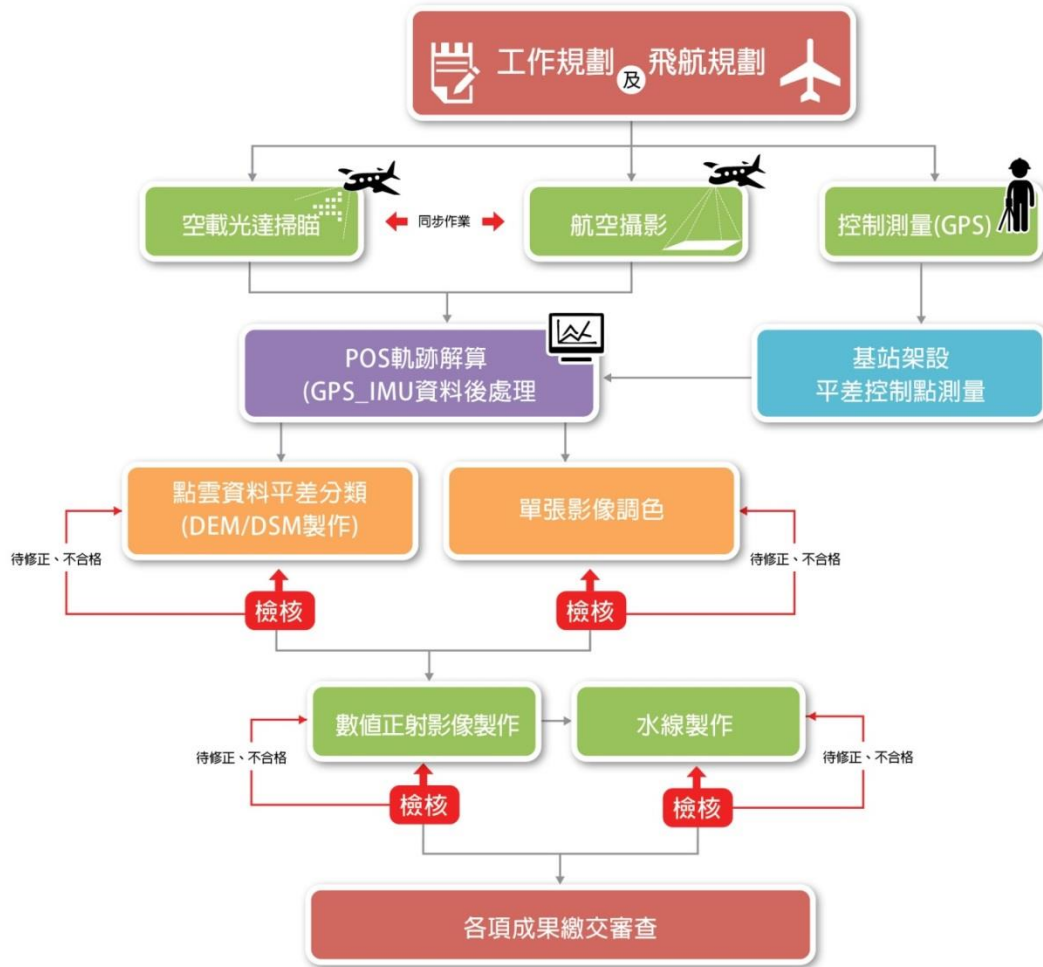 工作規劃及飛航規劃
空載光達掃瞄
同步作業
航空攝影
控制測量(GPS)
POS軌跡解算
(GPS_IMU資料後處理
基站架設
平差控制點測量
點雲資料平差分類
(DEM/DSM製作)
單張影像調色
待修正、不合格
待修正、不合格
檢核
檢核
數值正射影像製作
水線製作
待修正、不合格
待修正、不合格
檢核
檢核
各項成果繳交審查